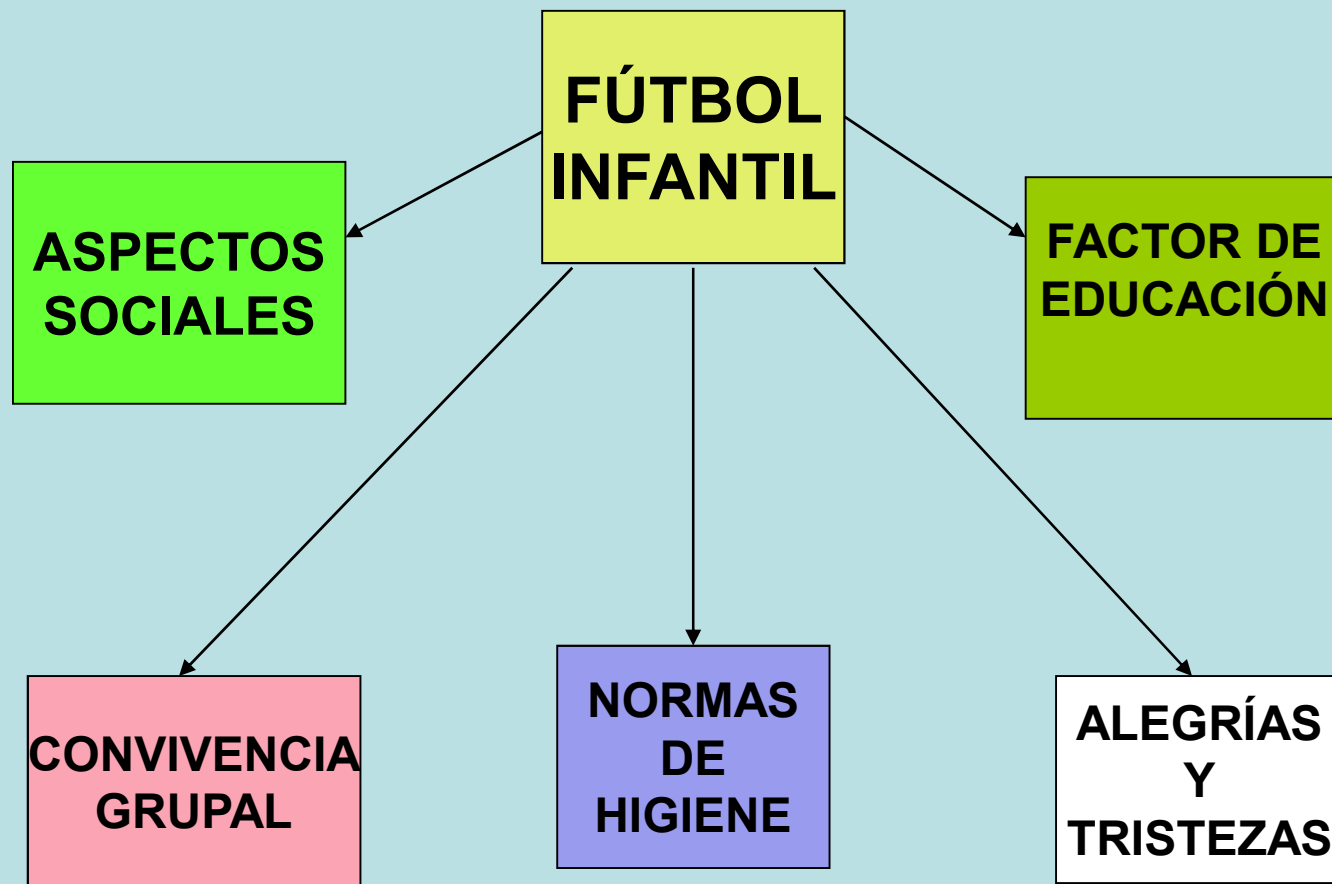 FÚTBOL
INFANTIL
ASPECTOS
SOCIALES
FACTOR DE
EDUCACIÓN
CONVIVENCIA
GRUPAL
NORMAS
DE
HIGIENE
ALEGRÍAS
Y
TRISTEZAS